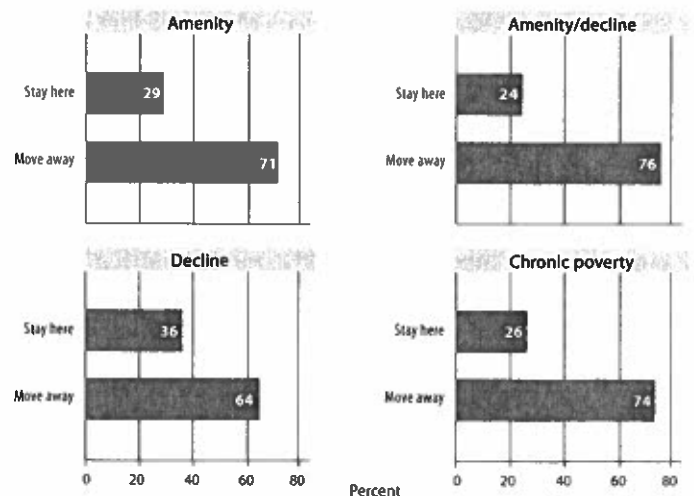 Amenity
Stay here
29
Move away
71
Amenity/decline
Stay here
24
Move away
76
Decline
Stay here
36
Move away
64
0 20 40 60 80
Chronic poverty
Stay here
26
Move away
74
0 20 40 60 80
Percent